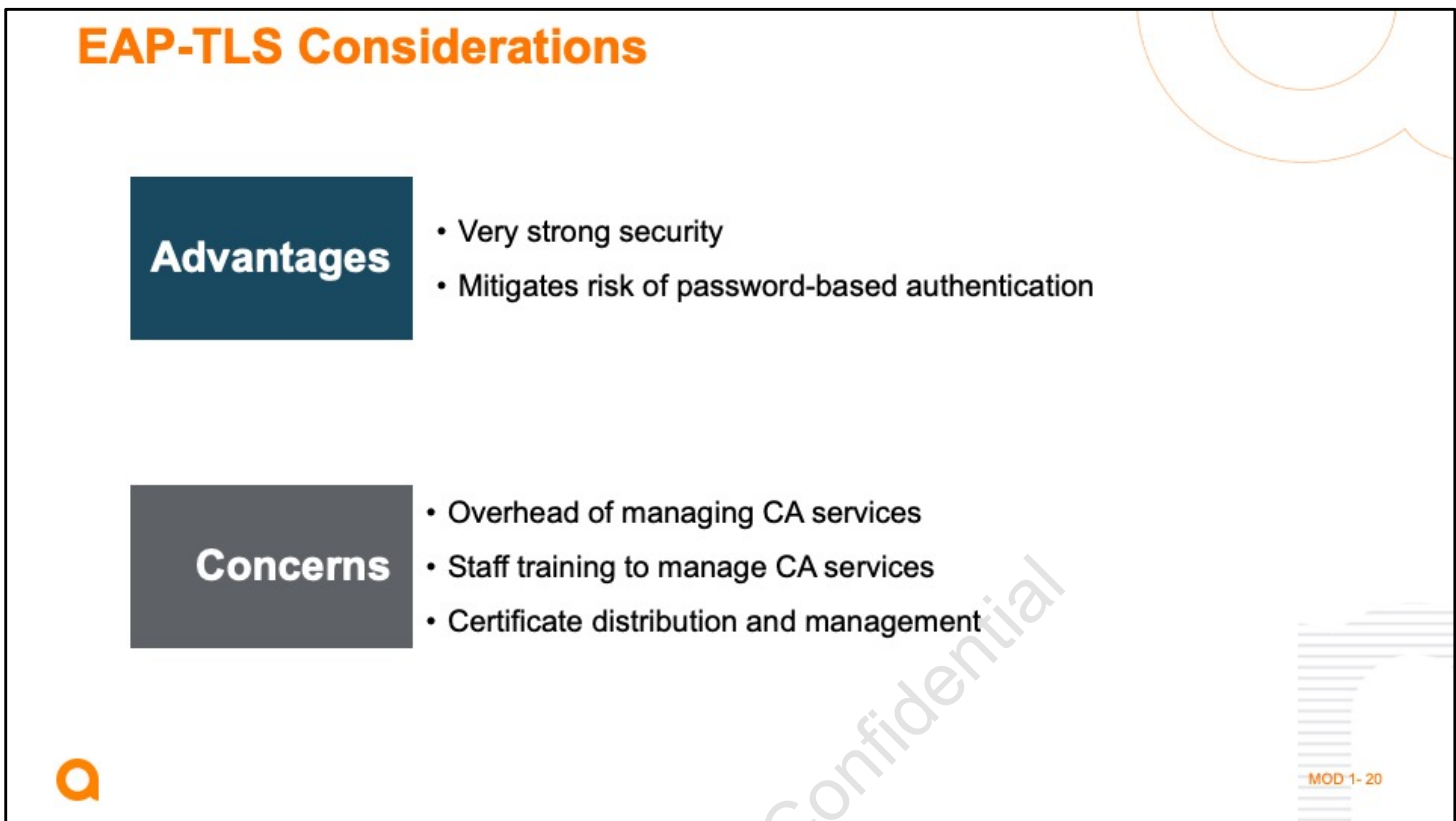 EAP-TLS Considerations
Advantages
• Very strong security
• Mitigates risk of password-based authentication
Concerns
• Overhead of managing CA services
• Staff training to manage CA services
• Certificate distribution and management
Confidential
MOD 1- 20